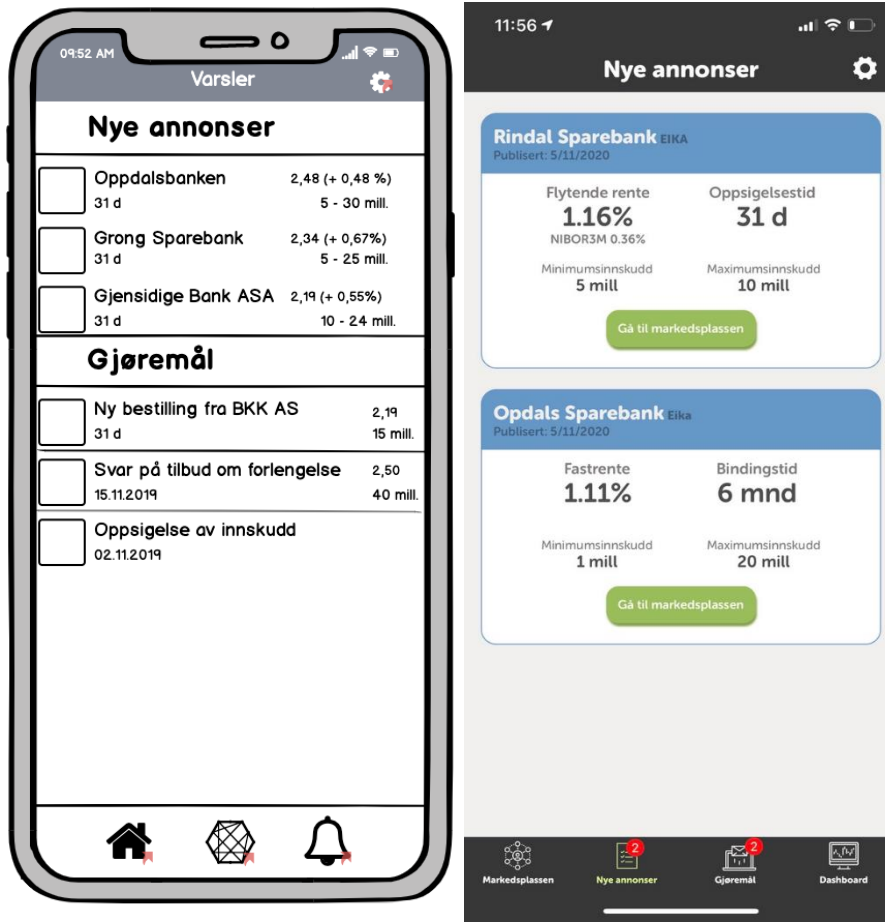 09:52 AM
Varsler
Nye annonser
Oppdalsbanken 2,48 (+ 0,48 %)
31 d 5 - 30 mill.
Grong Sparebank 2,34 (+ 0,67%)
31 d 5 - 25 mill.
Gjensidige Bank ASA 2,19 (+ 0,55%)
31 d 10 - 24 mill.
Gjøremål
Ny bestilling fra BKK AS 2,19
31 d 15 mill.
Svar på tilbud om forlengelse 2,50
15.11.2019 40 mill.
Oppsigelse av innskudd
02.11.2019
11:56
Nye annonser
Rindal Sparebank EIKA
Publisert: 5/11/2020
Flytende rente Oppsigelsestid
1.16% 31 d
NIBOR3M 0.36%
Minimumsinnskudd Maximumsinnskudd
5 mill 10 mill
Gå til markedsplassen
Opdals Sparebank Eika
Publisert: 5/11/2020
Fastrente Bindingstid
1.11% 6 mnd
Minimumsinnskudd Maximumsinnskudd
1 mill 20 mill
Gå til markedsplassen
2 2
Markedsplassen Nye annonser Gjøremål Dashboard